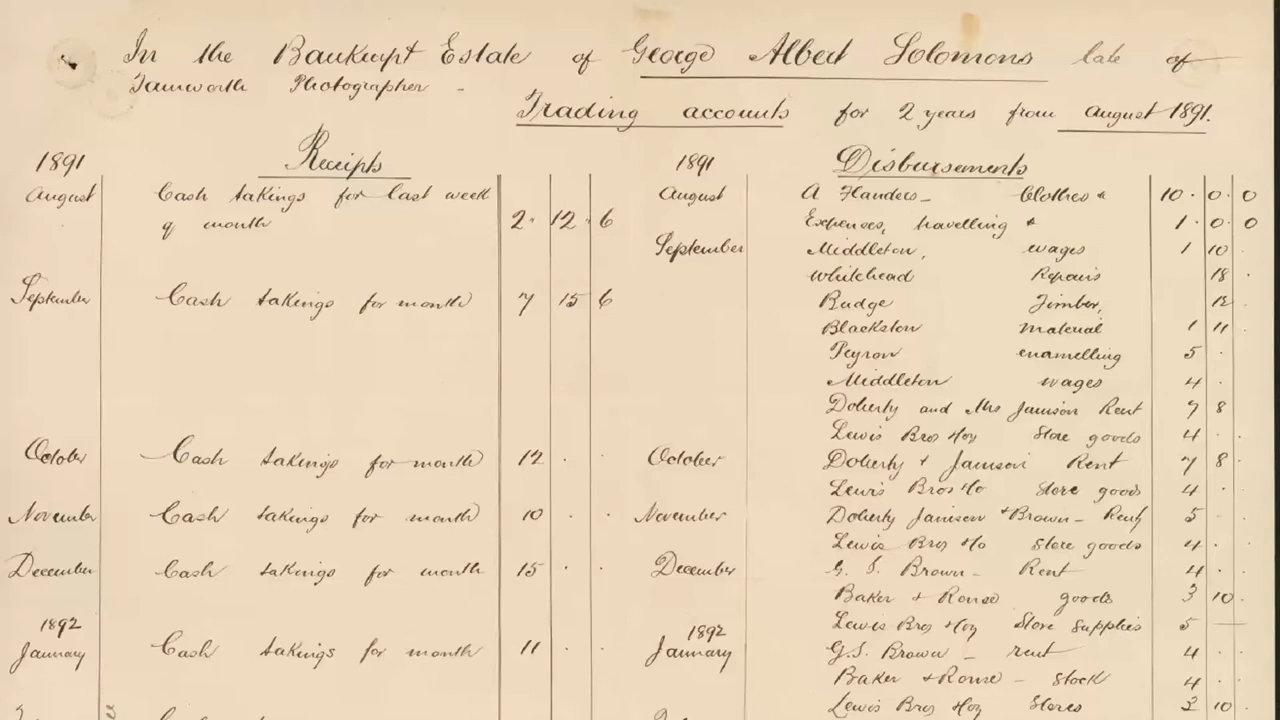 In the Bankrupt Estate of George Albert Solomons late of
Tamworth Photographer -
Trading accounts for 2 years from August 1891.
1891 Receipts
August Cash takings for last week
of month 2 . 12 . 6
September Cash takings for month 7 15 6
October Cash takings for month 12 . .
November Cash takings for month 10 . .
December Cash takings for month 15 . .
1892
January Cash takings for month 11 . .
1891 Disbursements
August A Flanders - Clothes & 10 . 0 . 0
Expenses, travelling & 1 . 0 . 0
September Middleton, wages 1 10 .
Whitehead Repairs 18 .
Budge Timber, 12 .
Blackston material 1 11 .
Peyron enamelling 5 .
Middleton wages 4 .
Doherty and Mrs Jamison Rent 7 8
Lewis Bros Store goods 4 . .
October Doherty & Jamison Rent 7 8 .
Lewis Bros Store goods 4 . .
November Doherty Jamison & Brown - Rent 5
Lewis Bros Store goods 4 . .
December G. S. Brown - Rent 4 .
Baker & Rouse goods 3 10 .
Lewis Bros Store Supplies 5 —
1892
January G.S. Brown - rent 4 . .
Baker & Rouse - Stock 4 . .
Lewis Bros Stores 3 10 .